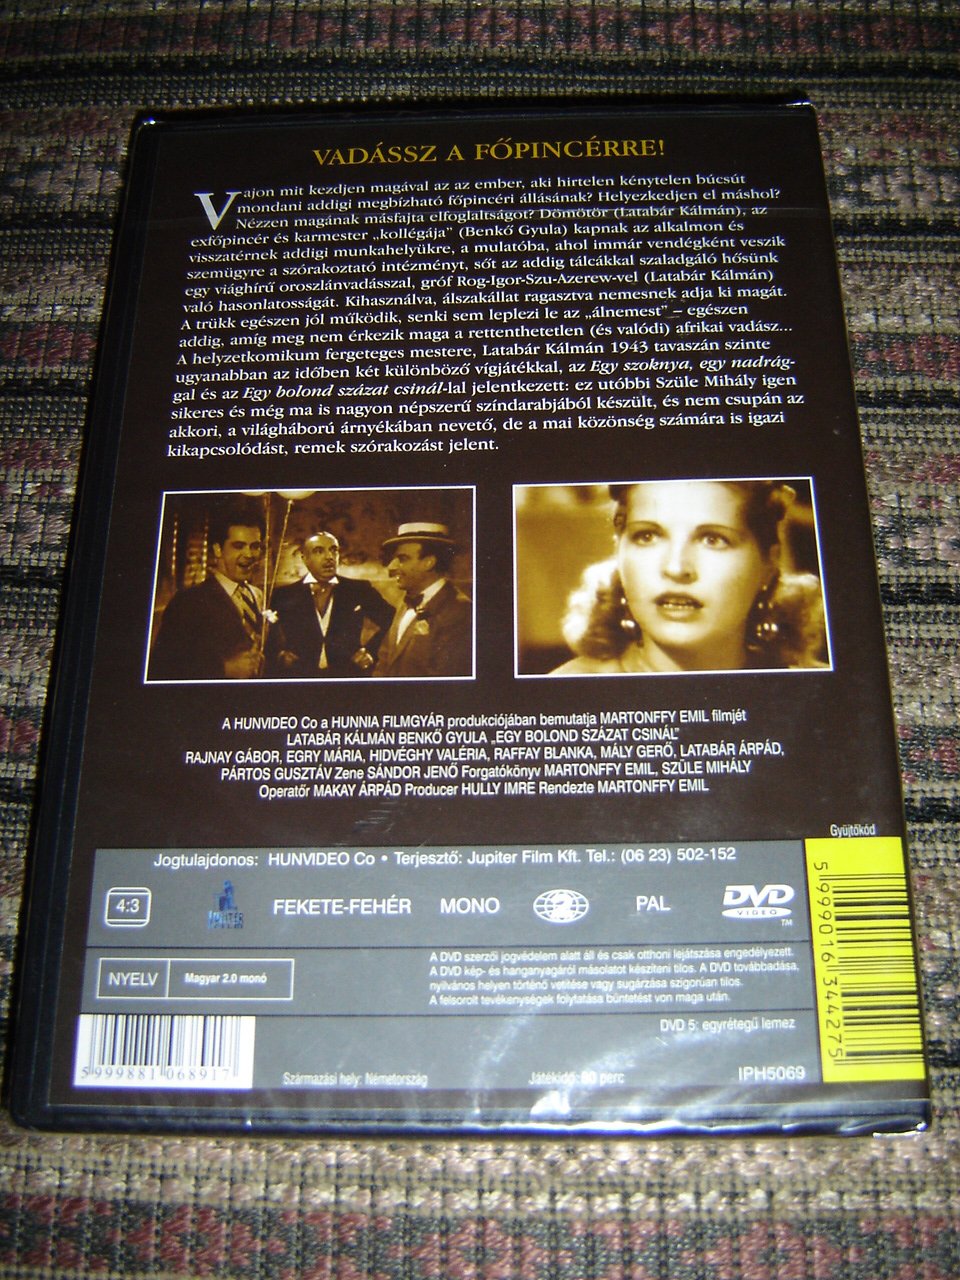 VADÁSSZ A FŐPINCÉRRE!
Vajon mit kezdjen magával az az ember, aki hirtelen kénytelen búcsút
mondani addigi megbízható főpincéri állásának? Helyezkedjen el máshol?
Nézzen magának másfajta elfoglaltságot? Dömötör (Latabár Kálmán), az
exfőpincér és karmester „kollégája" (Benkő Gyula) kapnak az alkalmon és
visszatérnek addigi munkahelyükre, a mulatóba, ahol immár vendégként veszik
szemügyre a szórakoztató intézményt, sőt az addig tálcákkal szaladgáló hősünk
egy világhírű oroszlánvadásszal, gróf Rog-Igor-Szu-Azerew-vel (Latabár Kálmán)
való hasonlatosságát. Kihasználva, álszakállat ragasztva nemesnek adja ki magát.
A trükk egészen jól működik, senki sem leplezi le az „álnemest" – egészen
addig, amíg meg nem érkezik maga a rettenthetetlen (és valódi) afrikai vadász...
A helyzetkomikum fergeteges mestere, Latabár Kálmán 1943 tavaszán szinte
ugyanabban az időben két különböző vígjátékkal, az Egy szoknya, egy nadrág-
gal és az Egy bolond százat csinál-lal jelentkezett: ez utóbbi Szüle Mihály igen
sikeres és még ma is nagyon népszerű színdarabjából készült, és nem csupán az
akkori, a világháború árnyékában nevető, de a mai közönség számára is igazi
kikapcsolódást, remek szórakozást jelent.
A HUNVIDEO Co a HUNNIA FILMGYÁR produkciójában bemutatja MARTONFFY EMIL filmjét
LATABÁR KÁLMÁN BENKŐ GYULA „EGY BOLOND SZÁZAT CSINÁL"
RAJNAY GÁBOR, EGRY MÁRIA, HIDVÉGHY VALÉRIA, RAFFAY BLANKA, MÁLY GERŐ, LATABÁR ÁRPÁD,
PÁRTOS GUSZTÁV Zene SÁNDOR JENŐ Forgatókönyv MARTONFFY EMIL, SZÜLE MIHÁLY
Operatőr MAKAY ÁRPÁD Producer HULLY IMRE Rendezte MARTONFFY EMIL
Gyűjtőkód
Jogtulajdonos: HUNVIDEO Co • Terjesztő: Jupiter Film Kft. Tel.: (06 23) 502-152
4:3
JUPITER FILM
FEKETE-FEHÉR
MONO
2
PAL
DVD VIDEO TM
NYELV
Magyar 2.0 monó
A DVD szerzői jogvédelem alatt áll és csak otthoni lejátszása engedélyezett.
A DVD kép- és hanganyagáról másolatot készíteni tilos. A DVD továbbadása,
nyilvános helyen történő vetítése vagy sugárzása szigorúan tilos.
A felsorolt tevékenységek folytatása büntetést von maga után.
DVD 5: egyrétegű lemez
5 999881 068917
Származási hely: Németország
Játékidő: 80 perc
IPH5069
5 999016 344275